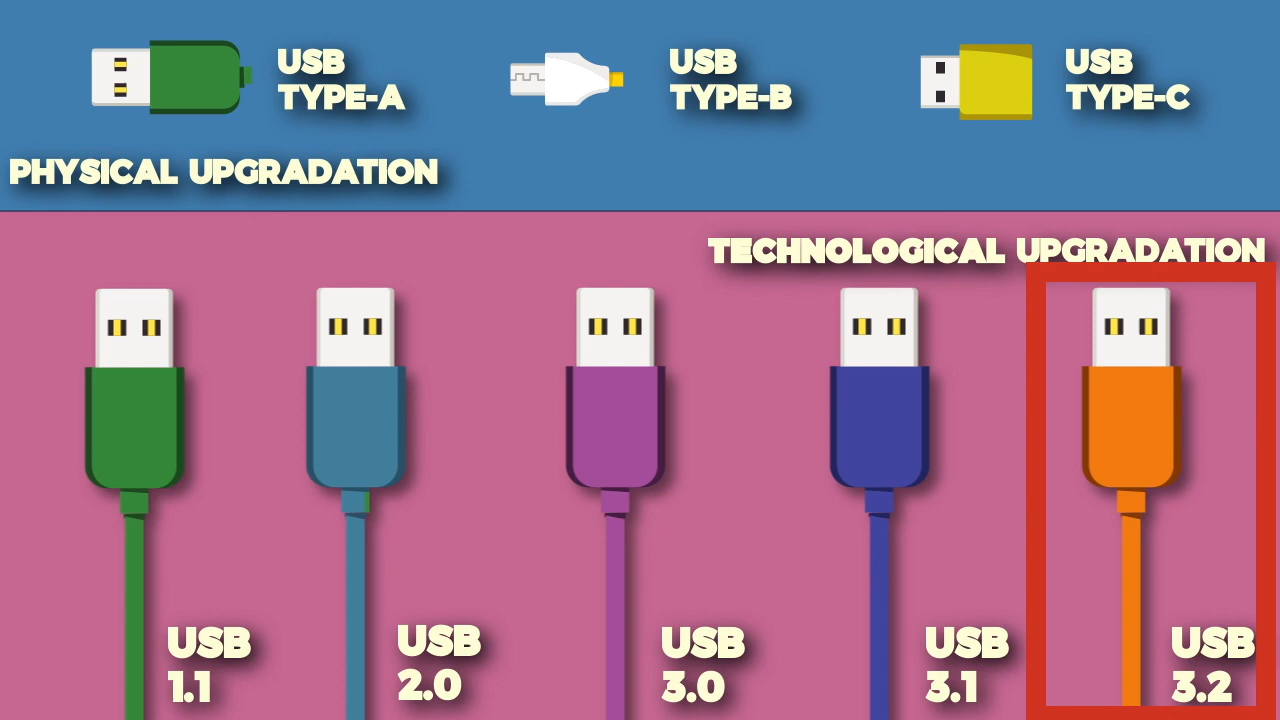 USB
TYPE-A
USB
TYPE-B
USB
TYPE-C
PHYSICAL UPGRADATION
TECHNOLOGICAL UPGRADATION
USB
1.1
USB
2.0
USB
3.0
USB
3.1
USB
3.2